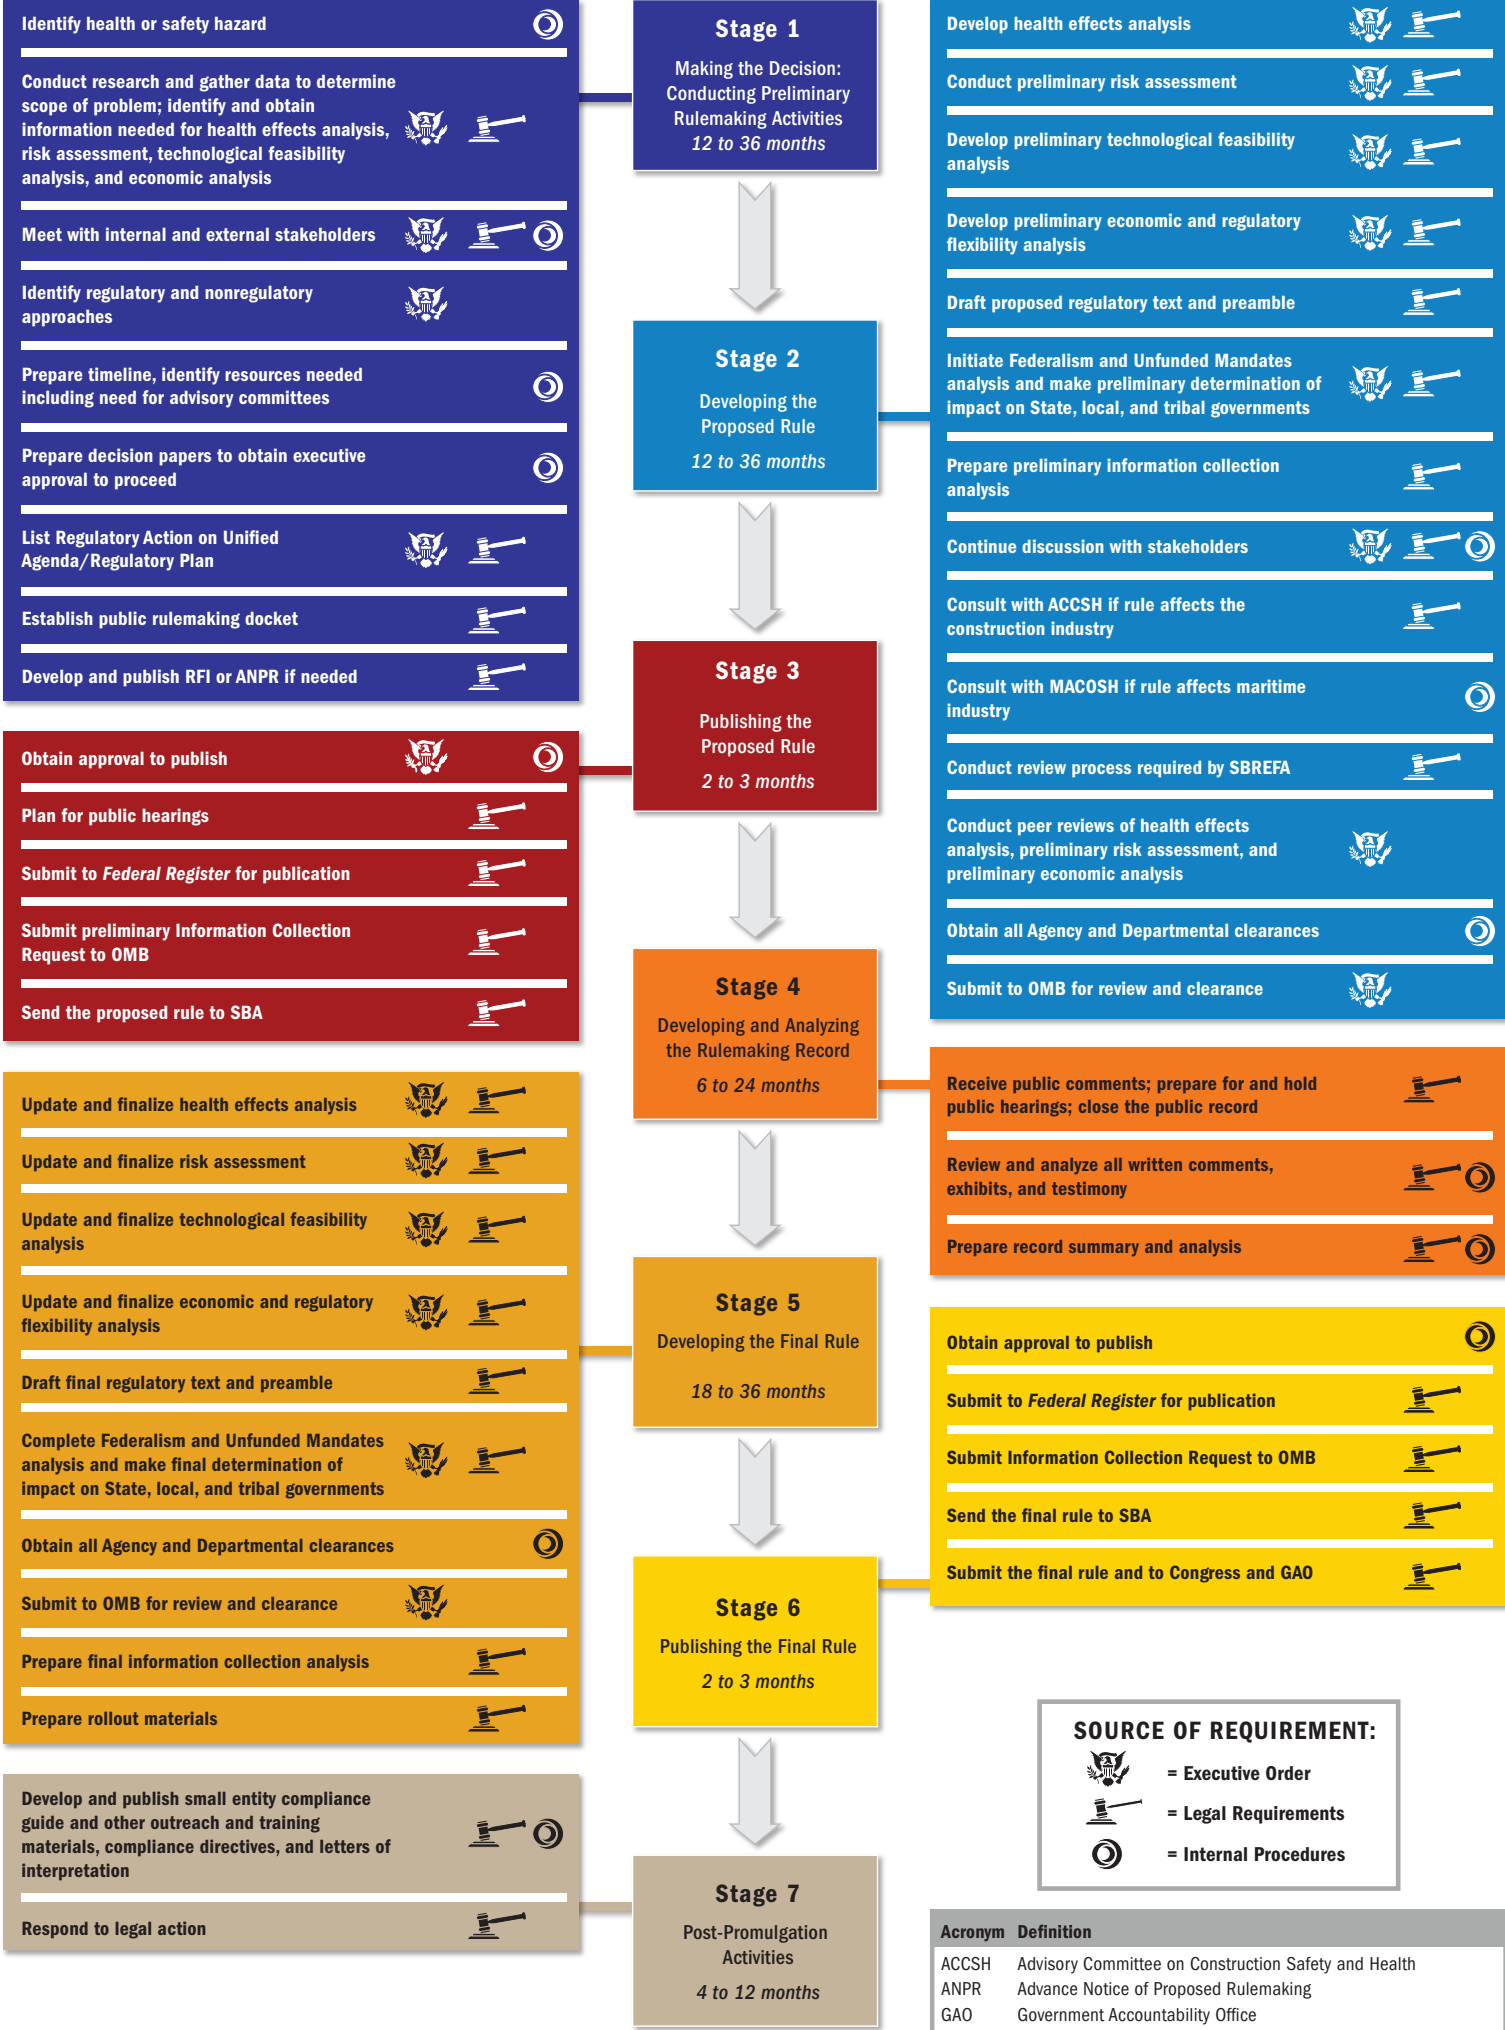 Stage 1
Making the Decision:
Conducting Preliminary
Rulemaking Activities
12 to 36 months
Identify health or safety hazard
Conduct research and gather data to determine
scope of problem; identify and obtain
information needed for health effects analysis,
risk assessment, technological feasibility
analysis, and economic analysis
Meet with internal and external stakeholders
Identify regulatory and nonregulatory
approaches
Prepare timeline, identify resources needed
including need for advisory committees
Prepare decision papers to obtain executive
approval to proceed
List Regulatory Action on Unified
Agenda/Regulatory Plan
Establish public rulemaking docket
Develop and publish RFI or ANPR if needed
Stage 2
Developing the
Proposed Rule
12 to 36 months
Develop health effects analysis
Conduct preliminary risk assessment
Develop preliminary technological feasibility
analysis
Develop preliminary economic and regulatory
flexibility analysis
Draft proposed regulatory text and preamble
Initiate Federalism and Unfunded Mandates
analysis and make preliminary determination of
impact on State, local, and tribal governments
Prepare preliminary information collection
analysis
Continue discussion with stakeholders
Consult with ACCSH if rule affects the
construction industry
Consult with MACOSH if rule affects maritime
industry
Conduct review process required by SBREFA
Conduct peer reviews of health effects
analysis, preliminary risk assessment, and
preliminary economic analysis
Obtain all Agency and Departmental clearances
Submit to OMB for review and clearance
Stage 3
Publishing the
Proposed Rule
2 to 3 months
Obtain approval to publish
Plan for public hearings
Submit to Federal Register for publication
Submit preliminary Information Collection
Request to OMB
Send the proposed rule to SBA
Stage 4
Developing and Analyzing
the Rulemaking Record
6 to 24 months
Receive public comments; prepare for and hold
public hearings; close the public record
Review and analyze all written comments,
exhibits, and testimony
Prepare record summary and analysis
Stage 5
Developing the Final Rule
18 to 36 months
Update and finalize health effects analysis
Update and finalize risk assessment
Update and finalize technological feasibility
analysis
Update and finalize economic and regulatory
flexibility analysis
Draft final regulatory text and preamble
Complete Federalism and Unfunded Mandates
analysis and make final determination of
impact on State, local, and tribal governments
Obtain all Agency and Departmental clearances
Submit to OMB for review and clearance
Prepare final information collection analysis
Prepare rollout materials
Stage 6
Publishing the Final Rule
2 to 3 months
Obtain approval to publish
Submit to Federal Register for publication
Submit Information Collection Request to OMB
Send the final rule to SBA
Submit the final rule and to Congress and GAO
Stage 7
Post-Promulgation
Activities
4 to 12 months
Develop and publish small entity compliance
guide and other outreach and training
materials, compliance directives, and letters of
interpretation
Respond to legal action
SOURCE OF REQUIREMENT:
= Executive Order
= Legal Requirements
= Internal Procedures
Acronym Definition
ACCSH Advisory Committee on Construction Safety and Health
ANPR Advance Notice of Proposed Rulemaking
GAO Government Accountability Office